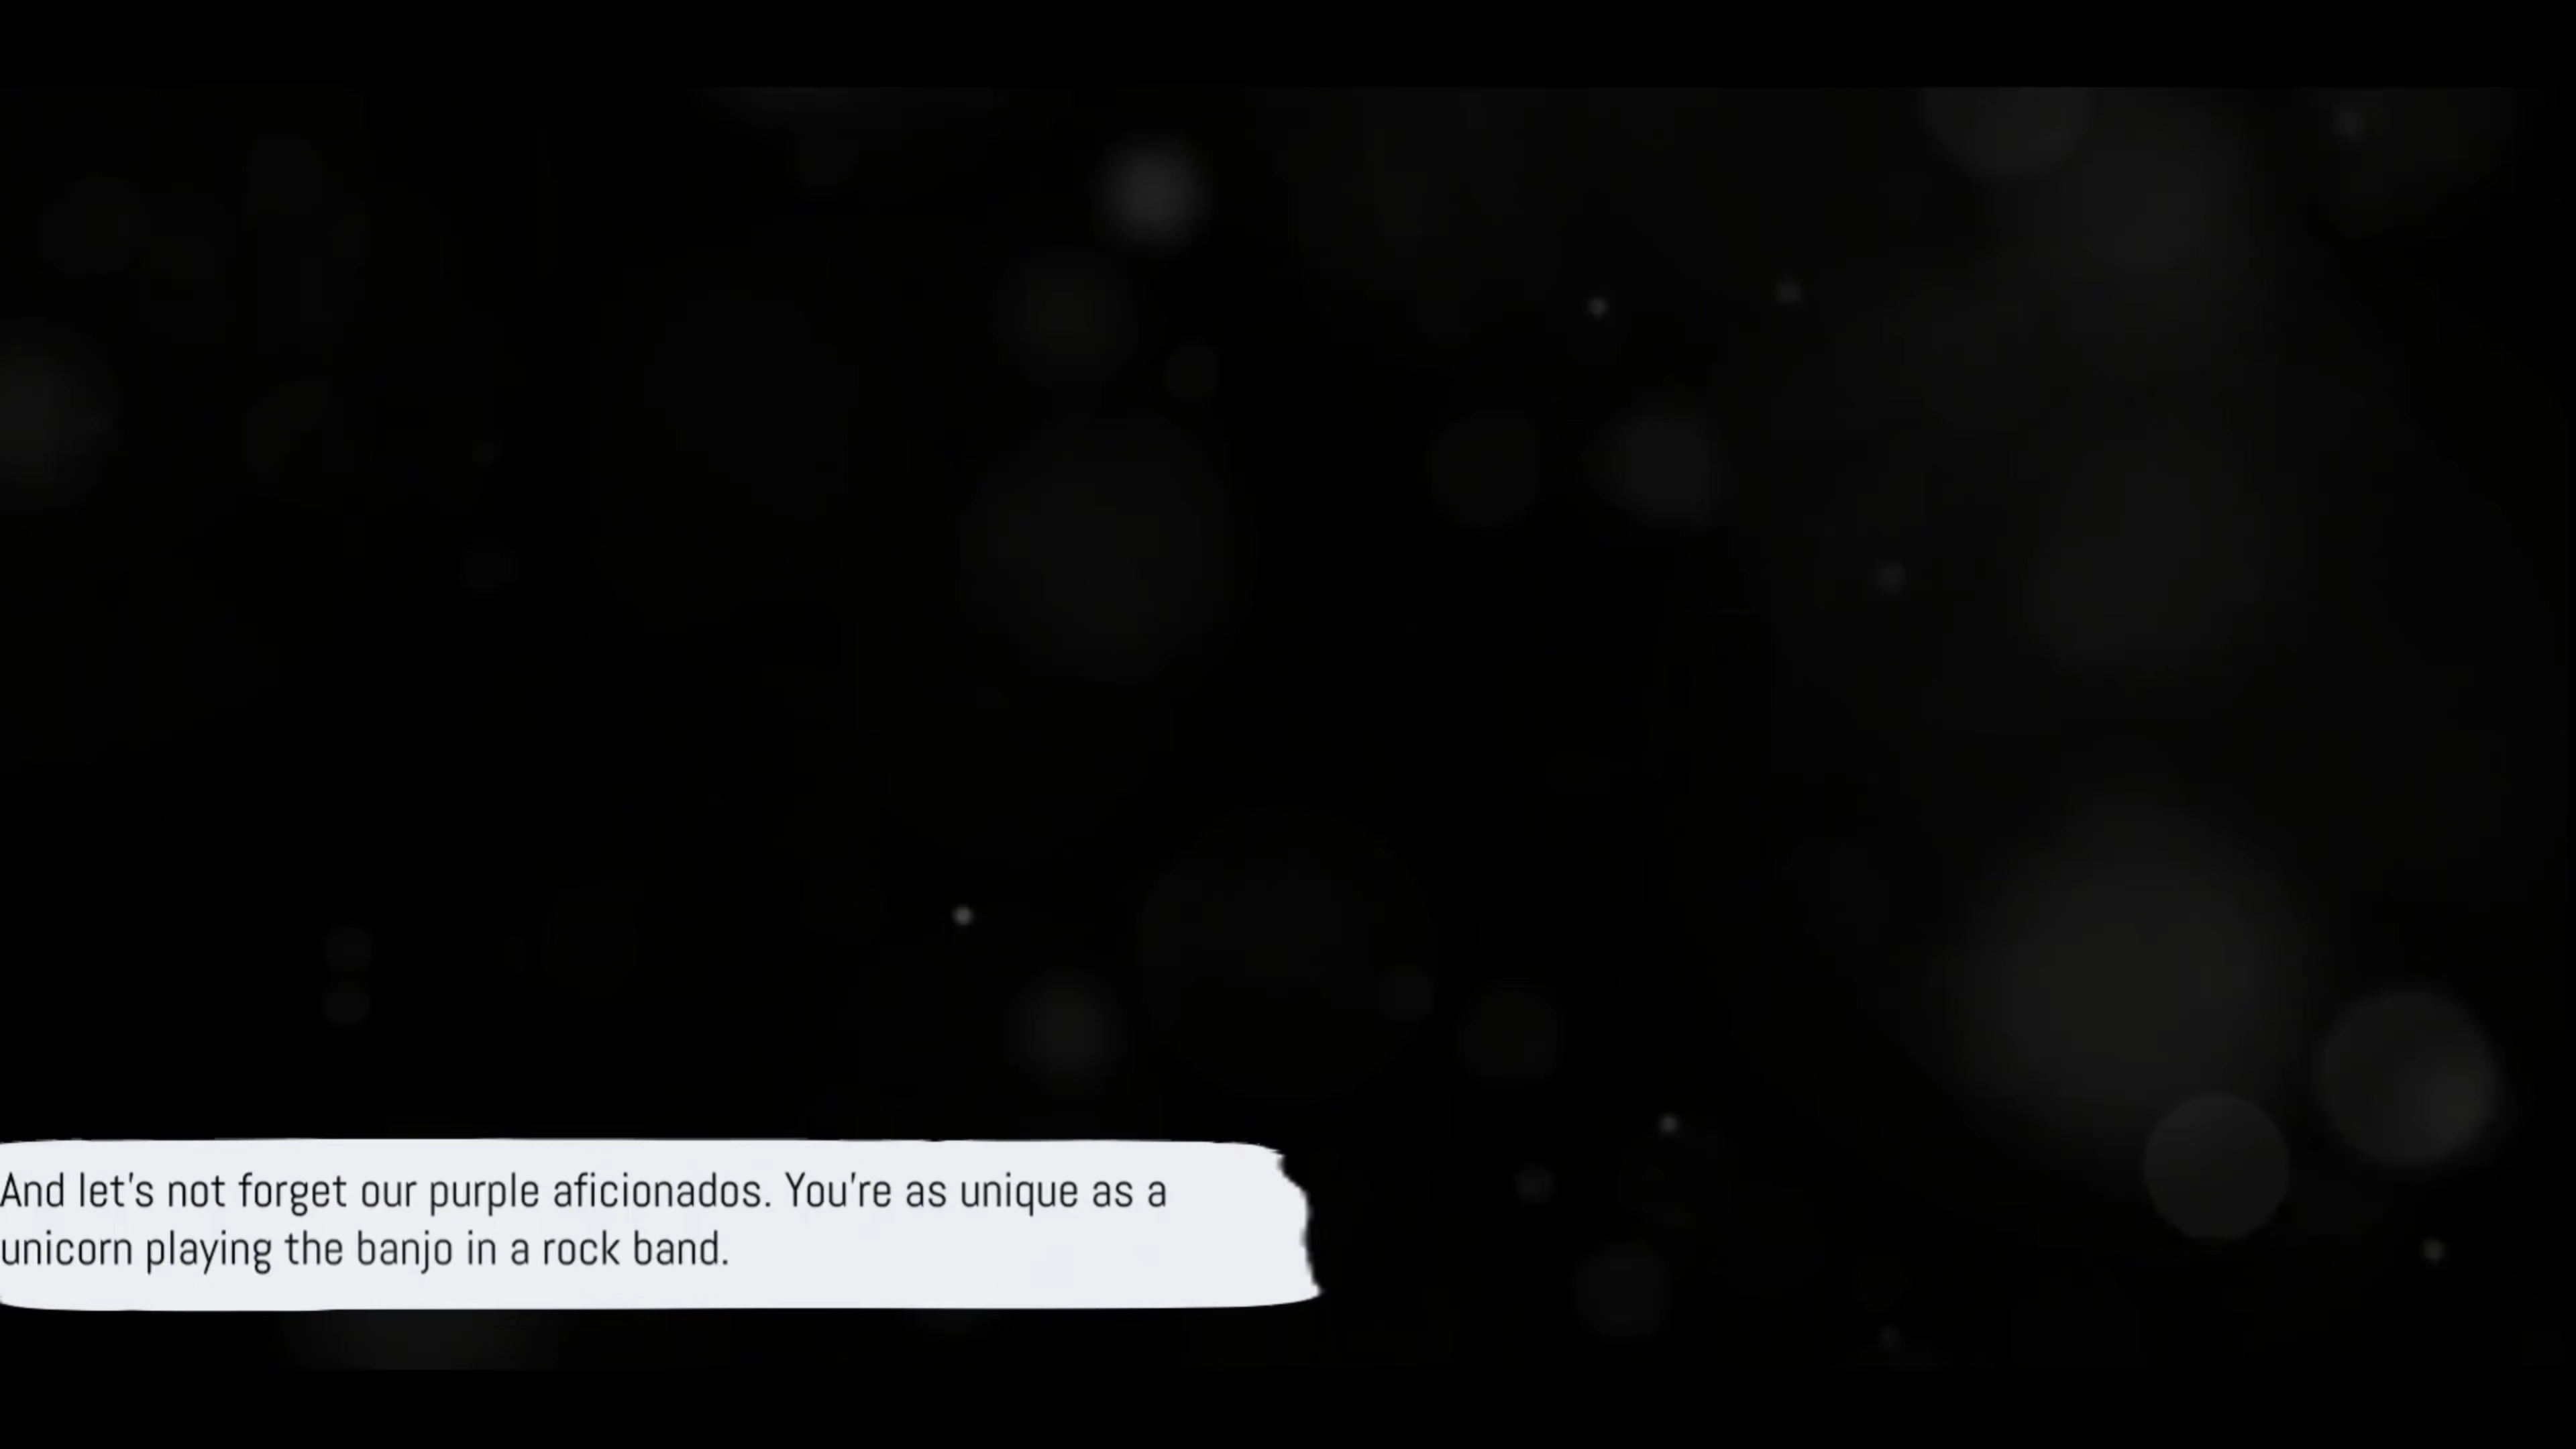 And let's not forget our purple aficionados. You're as unique as a
unicorn playing the banjo in a rock band.